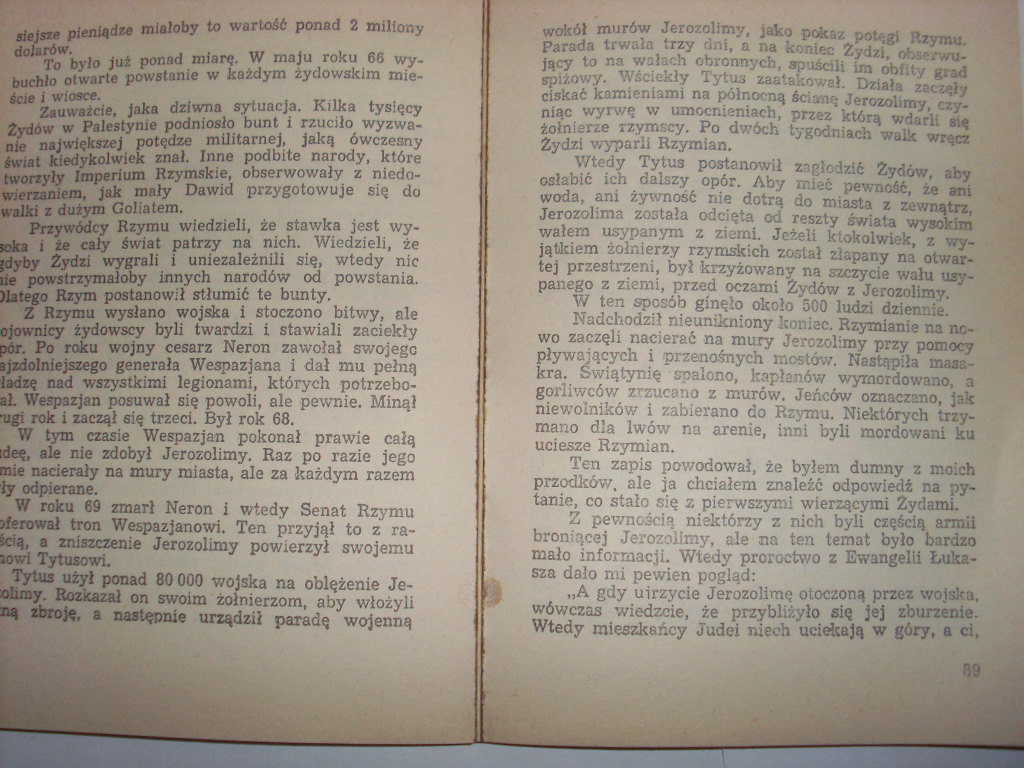 siejsze pieniądze miałoby to wartość ponad 2 miliony
dolarów.
To było już ponad miarę. W maju roku 66 wy-
buchło otwarte powstanie w każdym żydowskim mie-
ście i wiosce.
Zauważcie, jaka dziwna sytuacja. Kilka tysięcy
Żydów w Palestynie podniosło bunt i rzuciło wyzwa-
nie największej potędze militarnej, jaką ówczesny
świat kiedykolwiek znał. Inne podbite narody, które
tworzyły Imperium Rzymskie, obserwowały z niedo-
wierzaniem, jak mały Dawid przygotowuje się do
walki z dużym Goliatem.
Przywódcy Rzymu wiedzieli, że stawka jest wy-
soka i że cały świat patrzy na nich. Wiedzieli, że
gdyby Żydzi wygrali i uniezależnili się, wtedy nic
nie powstrzymałoby innych narodów od powstania.
Dlatego Rzym postanowił stłumić te bunty.
Z Rzymu wysłano wojska i stoczono bitwy, ale
ojownicy żydowscy byli twardzi i stawiali zaciekły
pór. Po roku wojny cesarz Neron zawołał swojego
ajzdolniejszego generała Wespazjana i dał mu pełną
ładzę nad wszystkimi legionami, których potrzebo-
ał. Wespazjan posuwał się powoli, ale pewnie. Minął
rugi rok i zaczął się trzeci. Był rok 68.
W tym czasie Wespazjan pokonał prawie całą
deę, ale nie zdobył Jerozolimy. Raz po razie jego
mie nacierały na mury miasta, ale za każdym razem
ły odpierane.
W roku 69 zmarł Neron i wtedy Senat Rzymu
oferował tron Wespazjanowi. Ten przyjął to z ra-
ścią, a zniszczenie Jerozolimy powierzył swojemu
nowi Tytusowi.
Tytus użył ponad 80 000 wojska na oblężenie Je-
olimy. Rozkazał on swoim żołnierzom, aby włożyli
ną zbroję, a następnie urządził paradę wojenną
wokół murów Jerozolimy, jako pokaz potęgi Rzymu.
Parada trwała trzy dni, a na koniec Żydzi, obserwu-
jący to na wałach obronnych, spuścili im obfity grad
spiżowy. Wściekły Tytus zaatakował. Działa zaczęły
ciskać kamieniami na północną ścianę Jerozolimy, czy-
niąc wyrwę w umocnieniach, przez którą wdarli się
żołnierze rzymscy. Po dwóch tygodniach walk wręcz
Żydzi wyparli Rzymian.
Wtedy Tytus postanowił zagłodzić Żydów, aby
osłabić ich dalszy opór. Aby mieć pewność, że ani
woda, ani żywność nie dotrą do miasta z zewnątrz,
Jerozolima została odcięta od reszty świata wysokim
wałem usypanym z ziemi. Jeżeli ktokolwiek, z wy-
jątkiem żołnierzy rzymskich został złapany na otwar-
tej przestrzeni, był krzyżowany na szczycie wału usy-
panego z ziemi, przed oczami Żydów z Jerozolimy.
W ten sposób ginęło około 500 ludzi dziennie.
Nadchodził nieunikniony koniec. Rzymianie na no-
wo zaczęli nacierać na mury Jerozolimy przy pomocy
pływających i przenośnych mostów. Nastąpiła masa-
kra. Świątynię spalono, kapłanów wymordowano, a
gorliwców zrzucano z murów. Jeńców oznaczano, jak
niewolników i zabierano do Rzymu. Niektórych trzy-
mano dla lwów na arenie, inni byli mordowani ku
uciesze Rzymian.
Ten zapis powodował, że byłem dumny z moich
przodków, ale ja chciałem znaleźć odpowiedź na py-
tanie, co stało się z pierwszymi wierzącymi Żydami.
Z pewnością niektórzy z nich byli częścią armii
broniącej Jerozolimy, ale na ten temat było bardzo
mało informacji. Wtedy proroctwo z Ewangelii Łuka-
sza dało mi pewien pogląd:
„A gdy ujrzycie Jerozolimę otoczoną przez wojska,
wówczas wiedzcie, że przybliżyło się jej zburzenie.
Wtedy mieszkańcy Judei niech uciekają w góry, a ci,
89